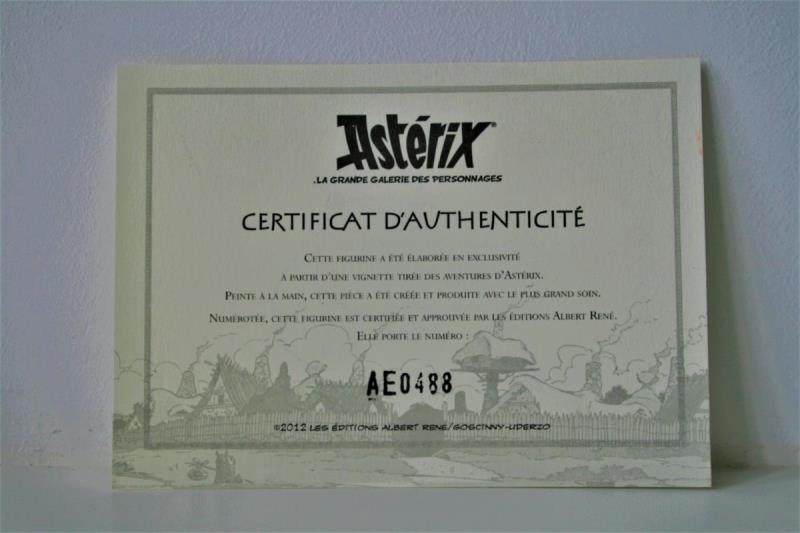 Astérix®
.LA GRANDE GALERIE DES PERSONNAGES
CERTIFICAT D'AUTHENTICITÉ
CETTE FIGURINE A ÉTÉ ÉLABORÉE EN EXCLUSIVITÉ
À PARTIR D'UNE VIGNETTE TIRÉE DES AVENTURES D'ASTÉRIX.
PEINTE À LA MAIN, CETTE PIÈCE A ÉTÉ CRÉÉE ET PRODUITE AVEC LE PLUS GRAND SOIN.
NUMÉROTÉE, CETTE FIGURINE EST CERTIFIÉE ET APPROUVÉE PAR LES ÉDITIONS ALBERT RENÉ.
ELLE PORTE LE NUMÉRO :
AE0488
©2012 LES ÉDITIONS ALBERT RENÉ/GOSCINNY-UDERZO